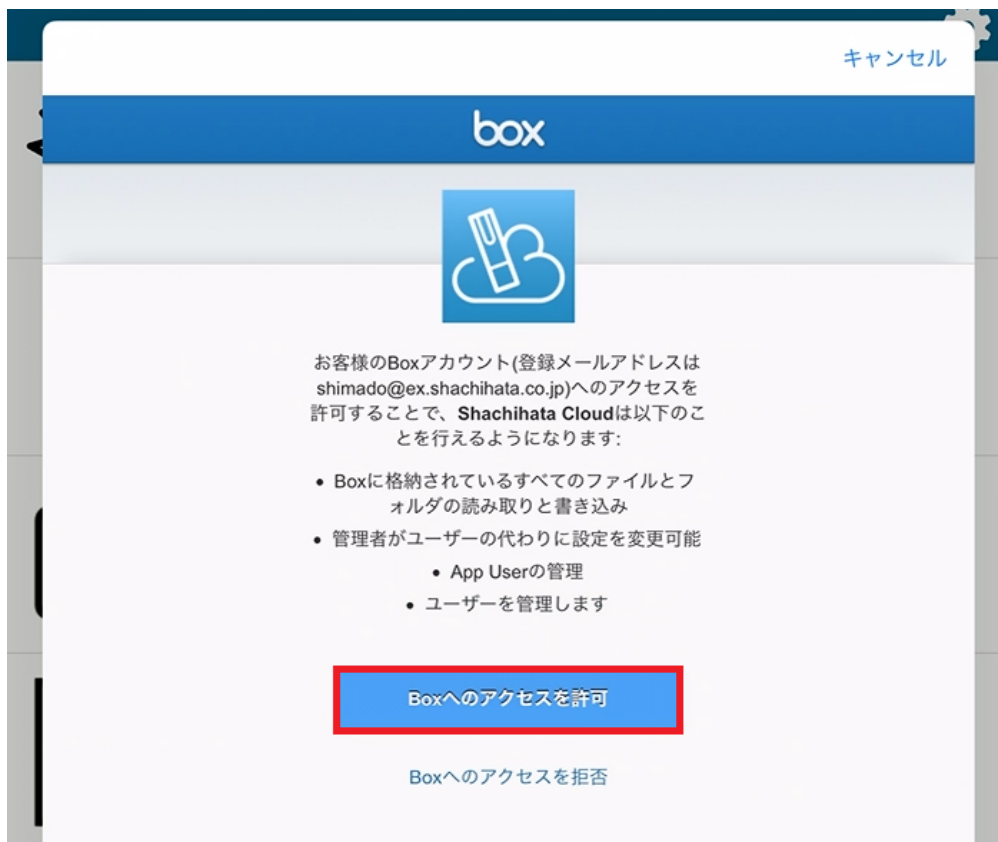 キャンセル
box
お客様のBoxアカウント(登録メールアドレスは
shimado@ex.shachihata.co.jp)へのアクセスを
許可することで、Shachihata Cloudは以下のこ
とを行えるようになります:
• Boxに格納されているすべてのファイルとフ
ォルダの読み取りと書き込み
• 管理者がユーザーの代わりに設定を変更可能
• App Userの管理
• ユーザーを管理します
Boxへのアクセスを許可
Boxへのアクセスを拒否